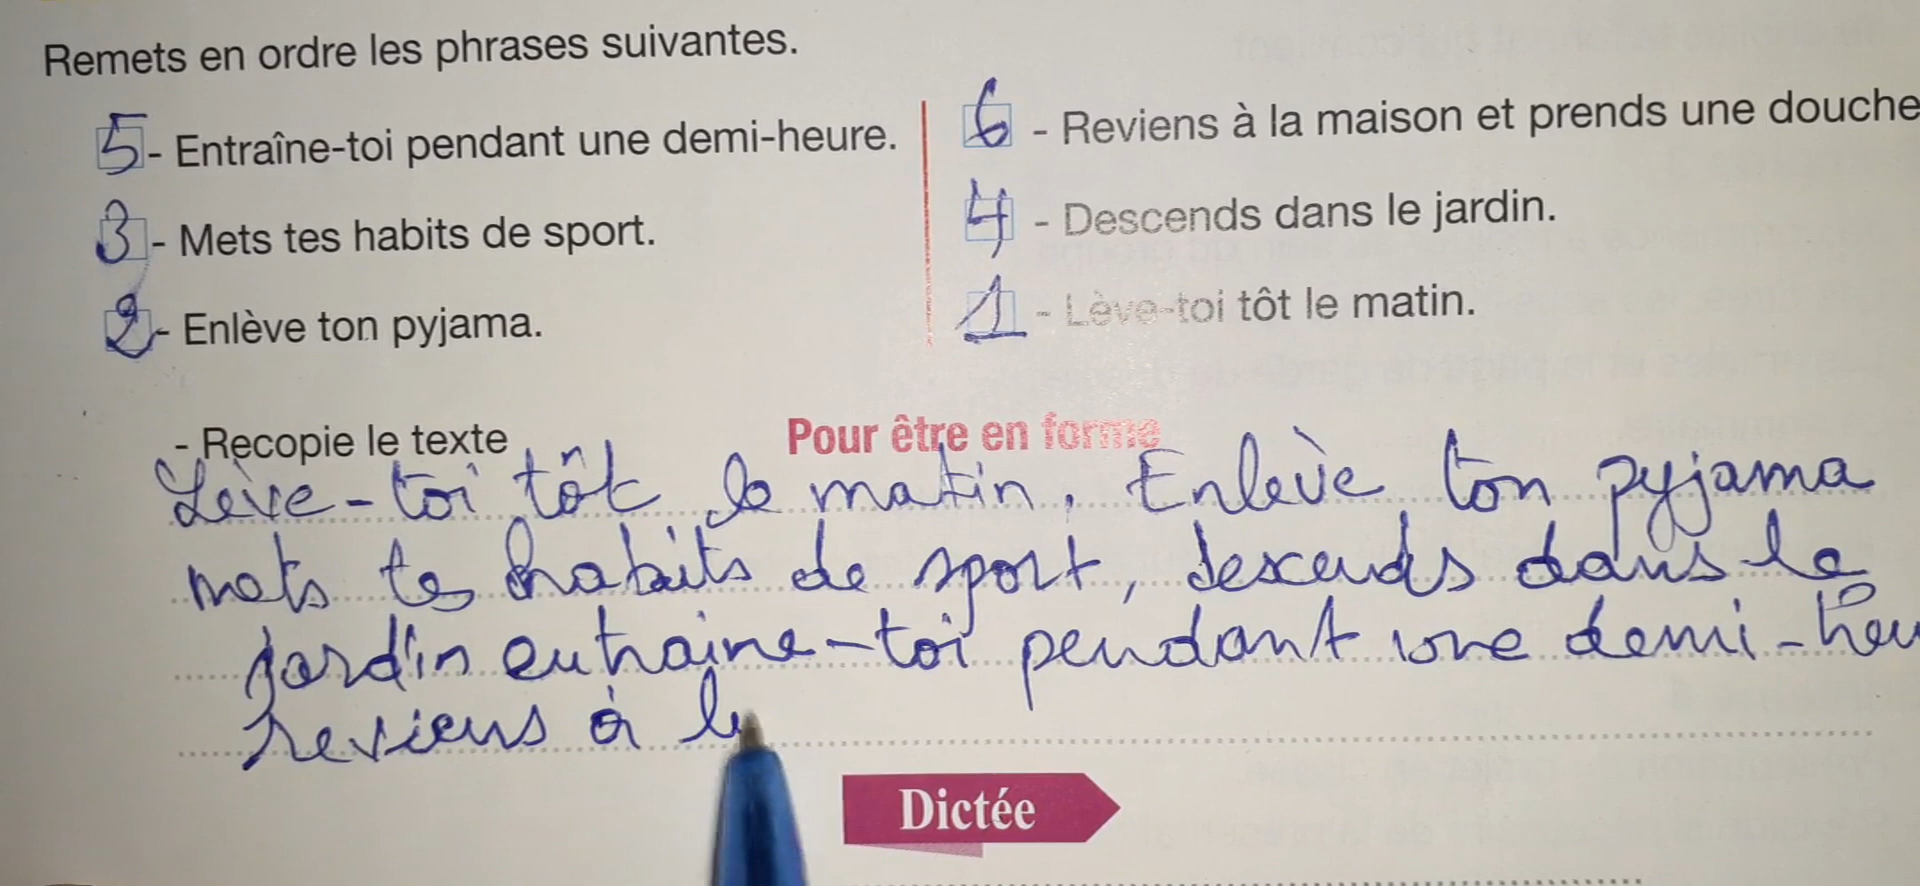 Remets en ordre les phrases suivantes.
5 - Entraîne-toi pendant une demi-heure.
3 - Mets tes habits de sport.
2 - Enlève ton pyjama.
6 - Reviens à la maison et prends une douche
4 - Descends dans le jardin.
1 - Lève-toi tôt le matin.
- Recopie le texte
Pour être en forme
Lève-toi tôt le matin. Enlève ton pyjama
mets tes habits de sport, descends dans le
jardin entraine-toi pendant une demi-heu
reviens à l
Dictée